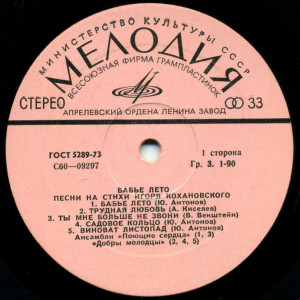 МИНИСТЕРСТВО КУЛЬТУРЫ СССР
МЕЛОДИЯ
ВСЕСОЮЗНАЯ ФИРМА ГРАМПЛАСТИНОК
СТЕРЕО
33
АПРЕЛЕВСКИЙ ОРДЕНА ЛЕНИНА ЗАВОД
ГОСТ 5289-73
1 сторона
С60—09297
Гр. 3. 1-90
БАБЬЕ ЛЕТО
ПЕСНИ НА СТИХИ ИГОРЯ КОХАНОВСКОГО
1. БАБЬЕ ЛЕТО (Ю. Антонов)
2. ТРУДНАЯ ЛЮБОВЬ (А. Киселев)
3. ТЫ МНЕ БОЛЬШЕ НЕ ЗВОНИ (В. Венштейн)
4. САДОВОЕ КОЛЬЦО (Ю. Антонов)
5. ВИНОВАТ ЛИСТОПАД (Ю. Антонов)
Ансамбли «Поющие сердца» (1, 3)
«Добры молодцы» (2, 4, 5)